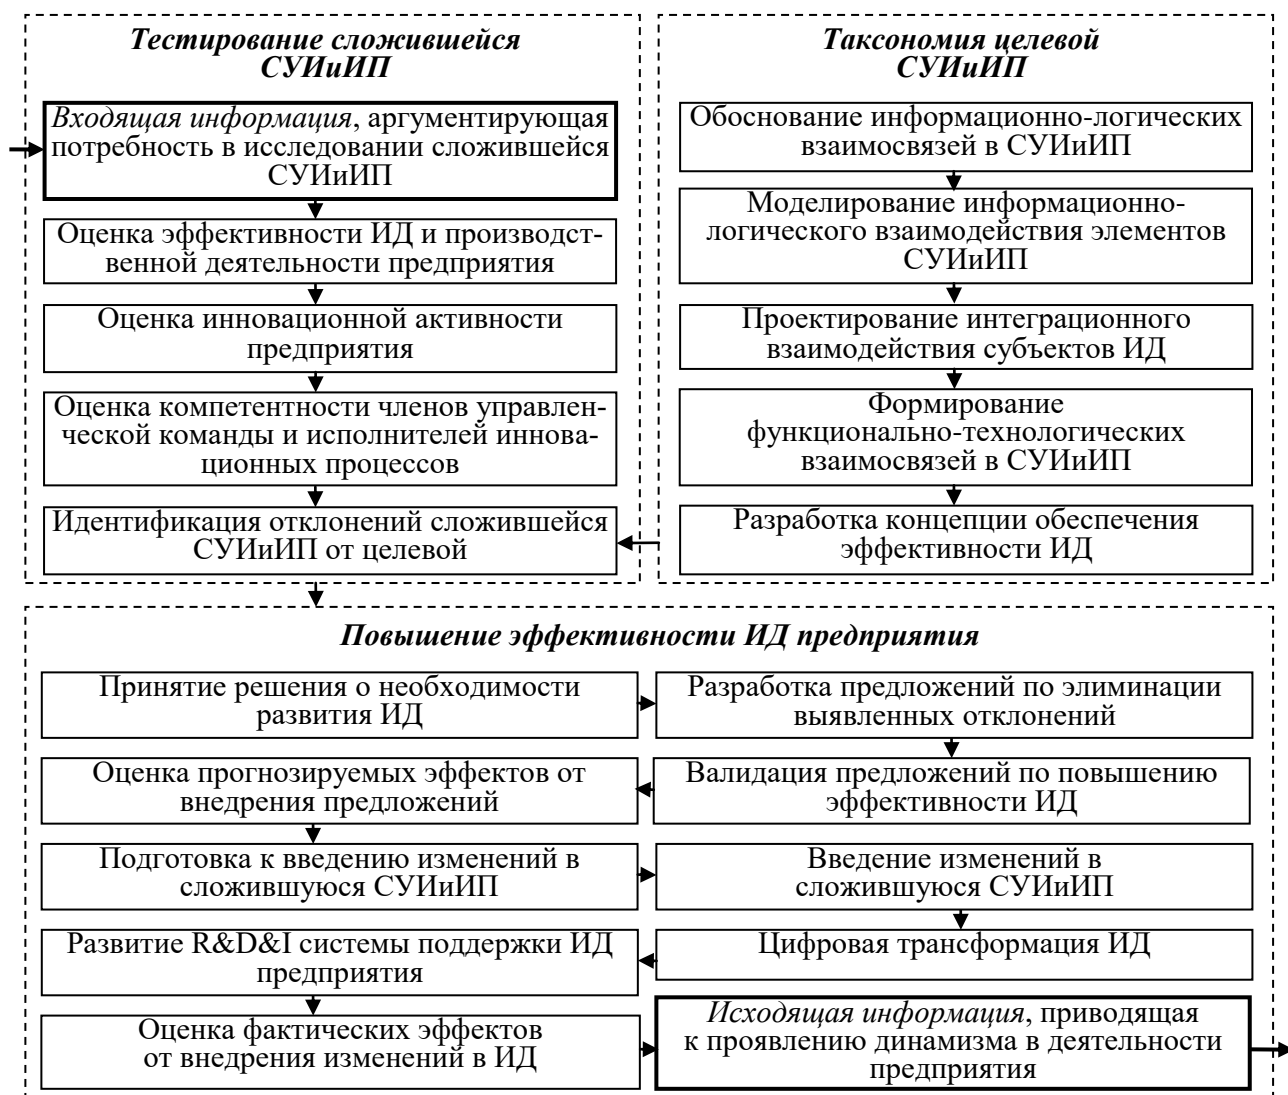 Тестирование сложившейся
СУИиИП
Входящая информация, аргументирующая
потребность в исследовании сложившейся
СУИиИП
Оценка эффективности ИД и производст-
венной деятельности предприятия
Оценка инновационной активности
предприятия
Оценка компетентности членов управлен-
ческой команды и исполнителей иннова-
ционных процессов
Идентификация отклонений сложившейся
СУИиИП от целевой
Таксономия целевой
СУИиИП
Обоснование информационно-логических
взаимосвязей в СУИиИП
Моделирование информационно-
логического взаимодействия элементов
СУИиИП
Проектирование интеграционного
взаимодействия субъектов ИД
Формирование
функционально-технологических
взаимосвязей в СУИиИП
Разработка концепции обеспечения
эффективности ИД
Повышение эффективности ИД предприятия
Принятие решения о необходимости
развития ИД
Разработка предложений по элиминации
выявленных отклонений
Оценка прогнозируемых эффектов от
внедрения предложений
Валидация предложений по повышению
эффективности ИД
Подготовка к введению изменений в
сложившуюся СУИиИП
Введение изменений в
сложившуюся СУИиИП
Развитие R&D&I системы поддержки ИД
предприятия
Цифровая трансформация ИД
Оценка фактических эффектов
от внедрения изменений в ИД
Исходящая информация, приводящая
к проявлению динамизма в деятельности
предприятия